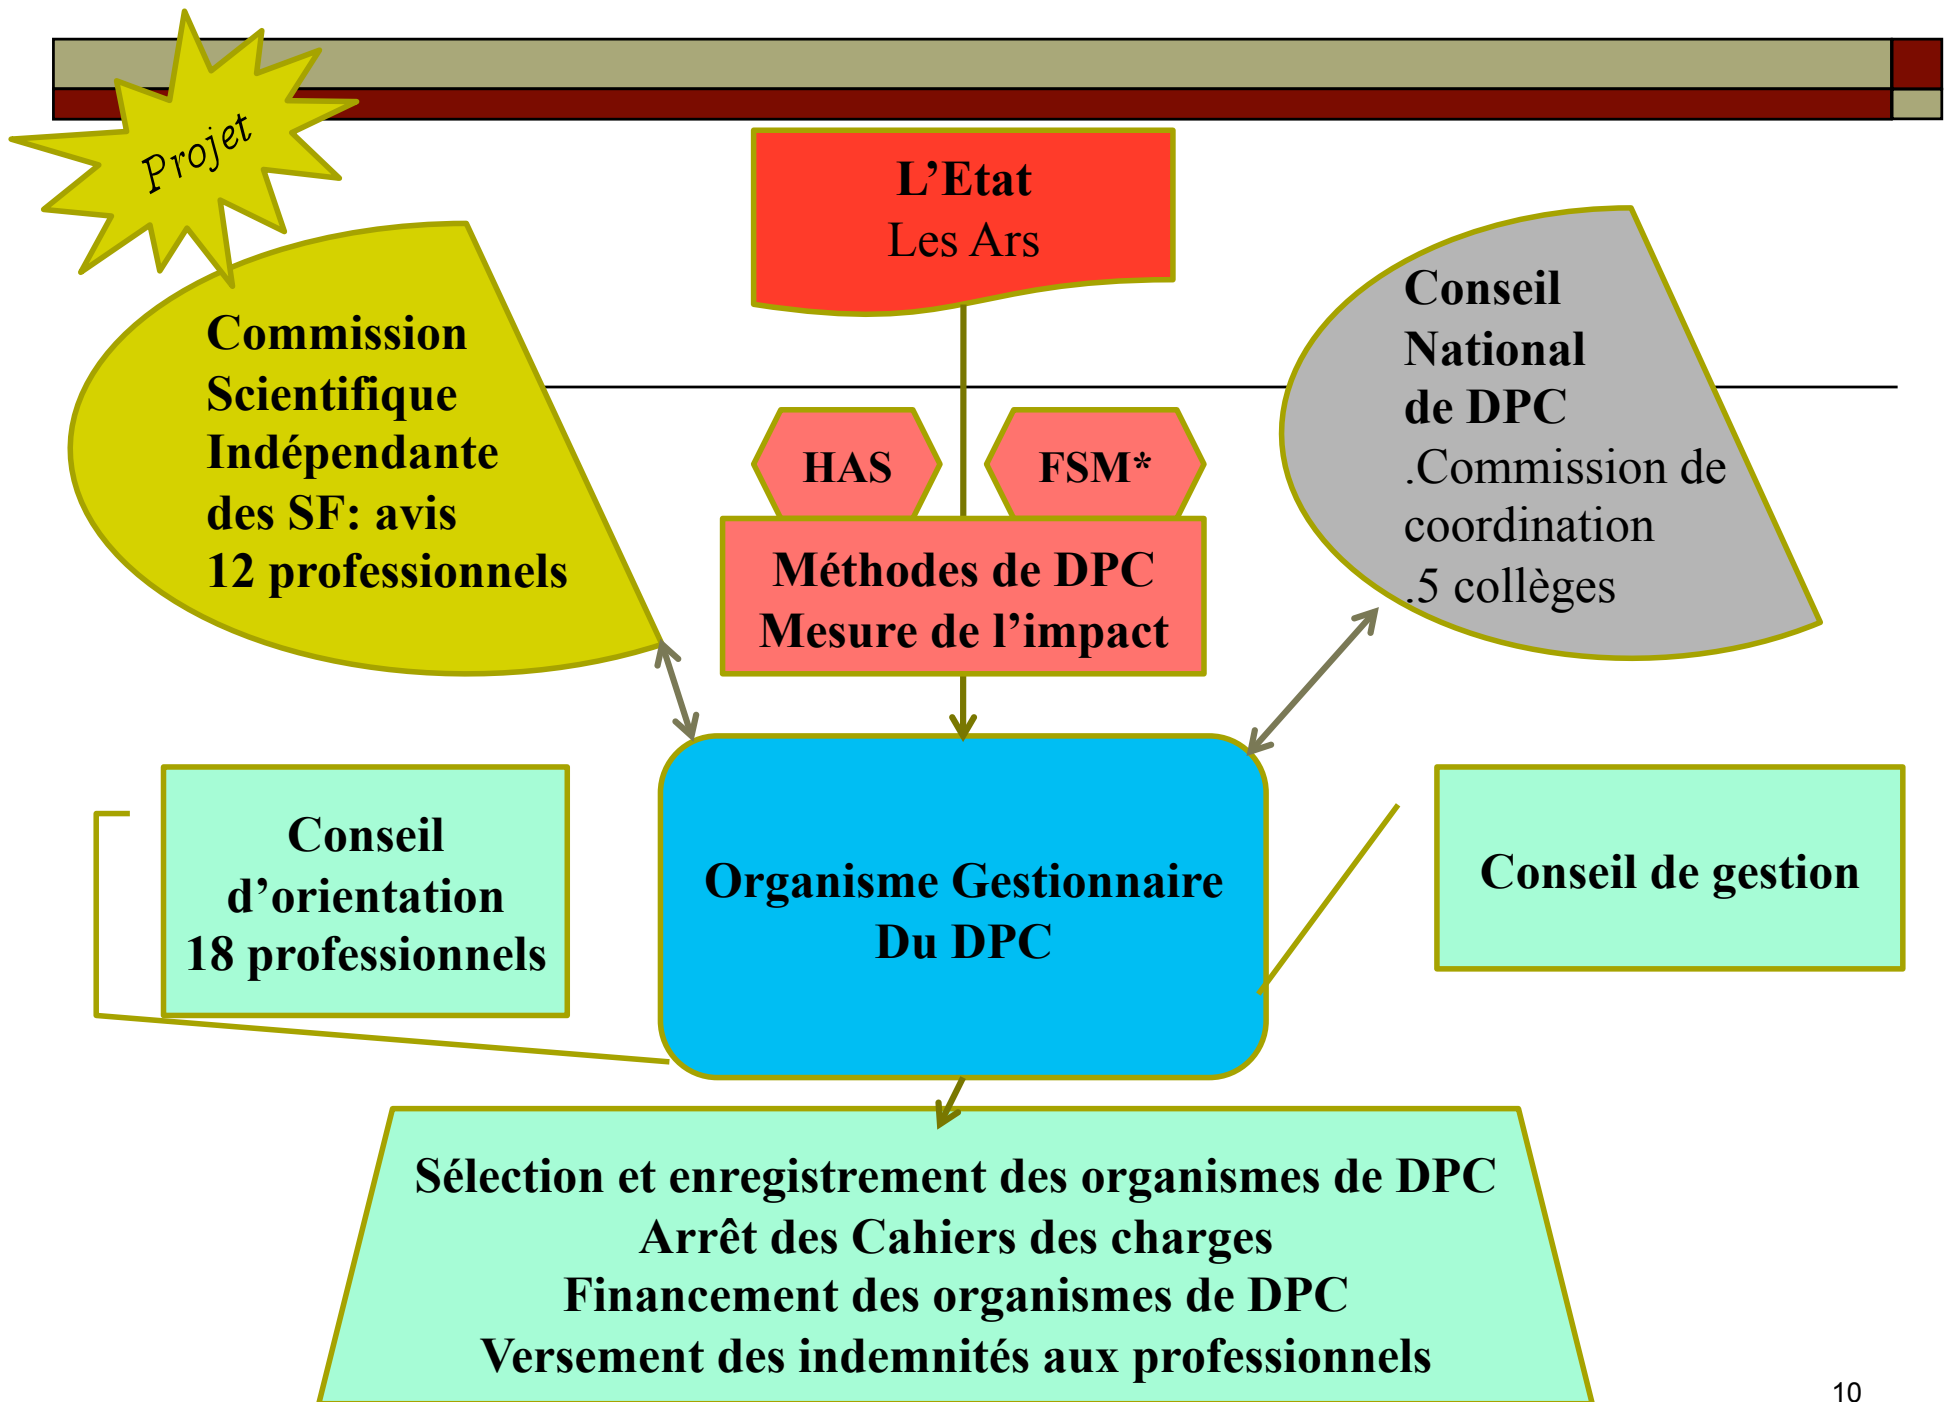 Projet
L’Etat
Les Ars
Commission
Scientifique
Indépendante
des SF: avis
12 professionnels
HAS
FSM*
Méthodes de DPC
Mesure de l’impact
Conseil
National
de DPC
.Commission de
coordination
.5 collèges
Conseil
d’orientation
18 professionnels
Organisme Gestionnaire
Du DPC
Conseil de gestion
Sélection et enregistrement des organismes de DPC
Arrêt des Cahiers des charges
Financement des organismes de DPC
Versement des indemnités aux professionnels
10